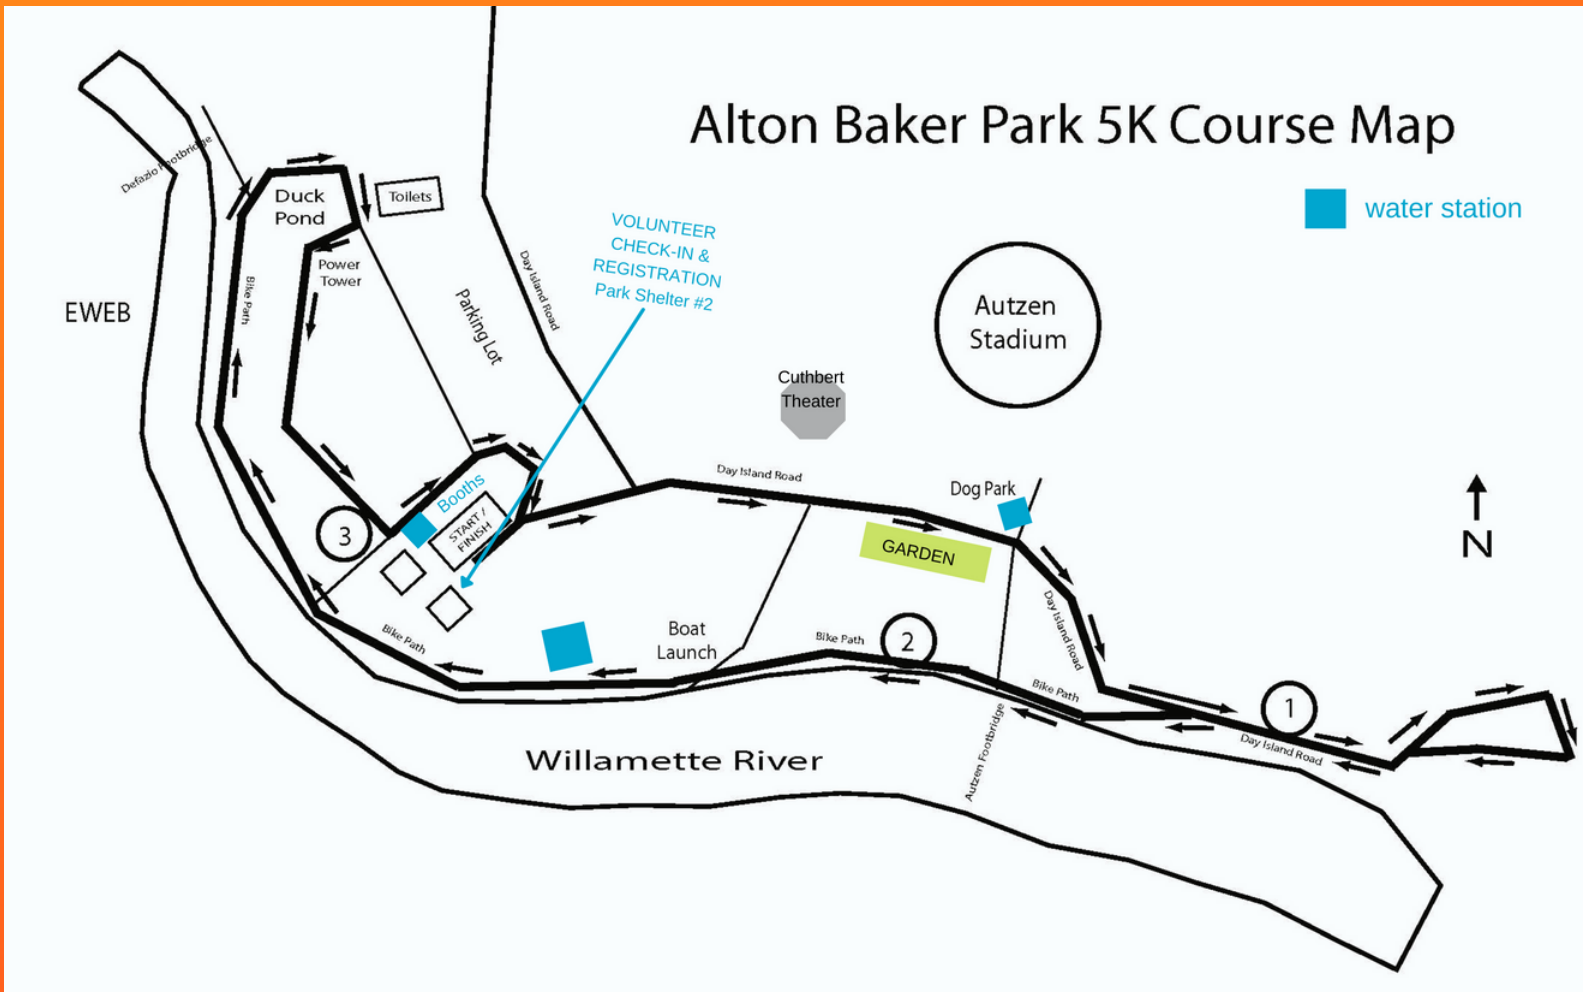 Alton Baker Park 5K Course Map
water station
Defazio Footbridge
Duck
Pond
Toilets
VOLUNTEER
CHECK-IN &
REGISTRATION
Park Shelter #2
Power
Tower
Bike Path
EWEB
Parking Lot
Day Island Road
Autzen
Stadium
Cuthbert
Theater
Day Island Road
Dog Park
Booths
START /
FINISH
3
GARDEN
N
Day Island Road
Bike Path
Boat
Launch
Bike Path
2
Bike Path
1
Day Island Road
Autzen Footbridge
Willamette River